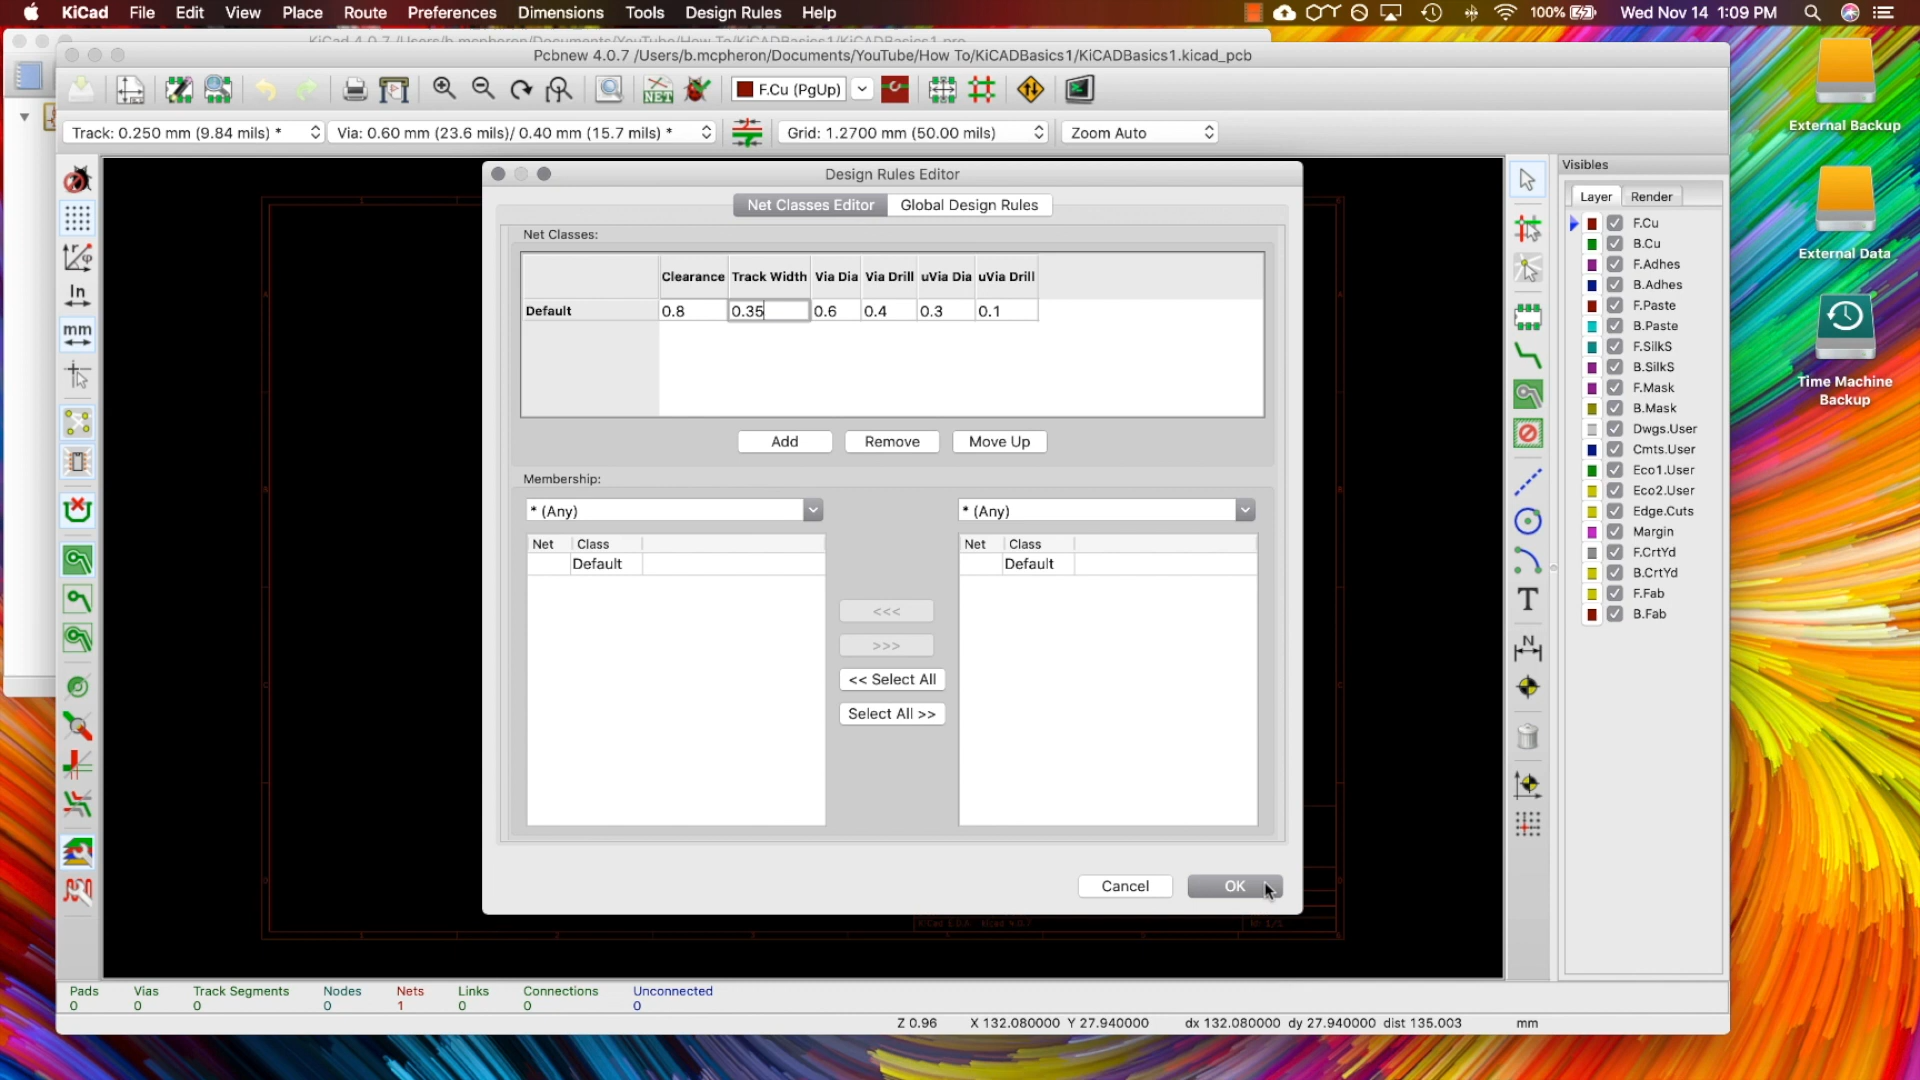 KiCad File Edit View Place Route Preferences Dimensions Tools Design Rules Help 100% Wed Nov 14 1:09 PM
Pcbnew 4.0.7 /Users/b.mcpheron/Documents/YouTube/How To/KiCADBasics1/KiCADBasics1.kicad_pcb
NET F.Cu (PgUp)
Track: 0.250 mm (9.84 mils) * Via: 0.60 mm (23.6 mils)/ 0.40 mm (15.7 mils) * Grid: 1.2700 mm (50.00 mils) Zoom Auto
External Backup
External Data
Time Machine
Backup
In
mm
Design Rules Editor
Net Classes Editor Global Design Rules
Net Classes:
Clearance Track Width Via Dia Via Drill uVia Dia uVia Drill
Default 0.8 0.35 0.6 0.4 0.3 0.1
Add Remove Move Up
Membership:
* (Any) * (Any)
Net Class Net Class
Default Default
<<<
>>>
<< Select All
Select All >>
Cancel OK
T
N
Visibles
Layer Render
F.Cu
B.Cu
F.Adhes
B.Adhes
F.Paste
B.Paste
F.SilkS
B.SilkS
F.Mask
B.Mask
Dwgs.User
Cmts.User
Eco1.User
Eco2.User
Edge.Cuts
Margin
F.CrtYd
B.CrtYd
F.Fab
B.Fab
Pads Vias Track Segments Nodes Nets Links Connections Unconnected
0 0 0 0 1 0 0 0
Z 0.96 X 132.080000 Y 27.940000 dx 132.080000 dy 27.940000 dist 135.003 mm